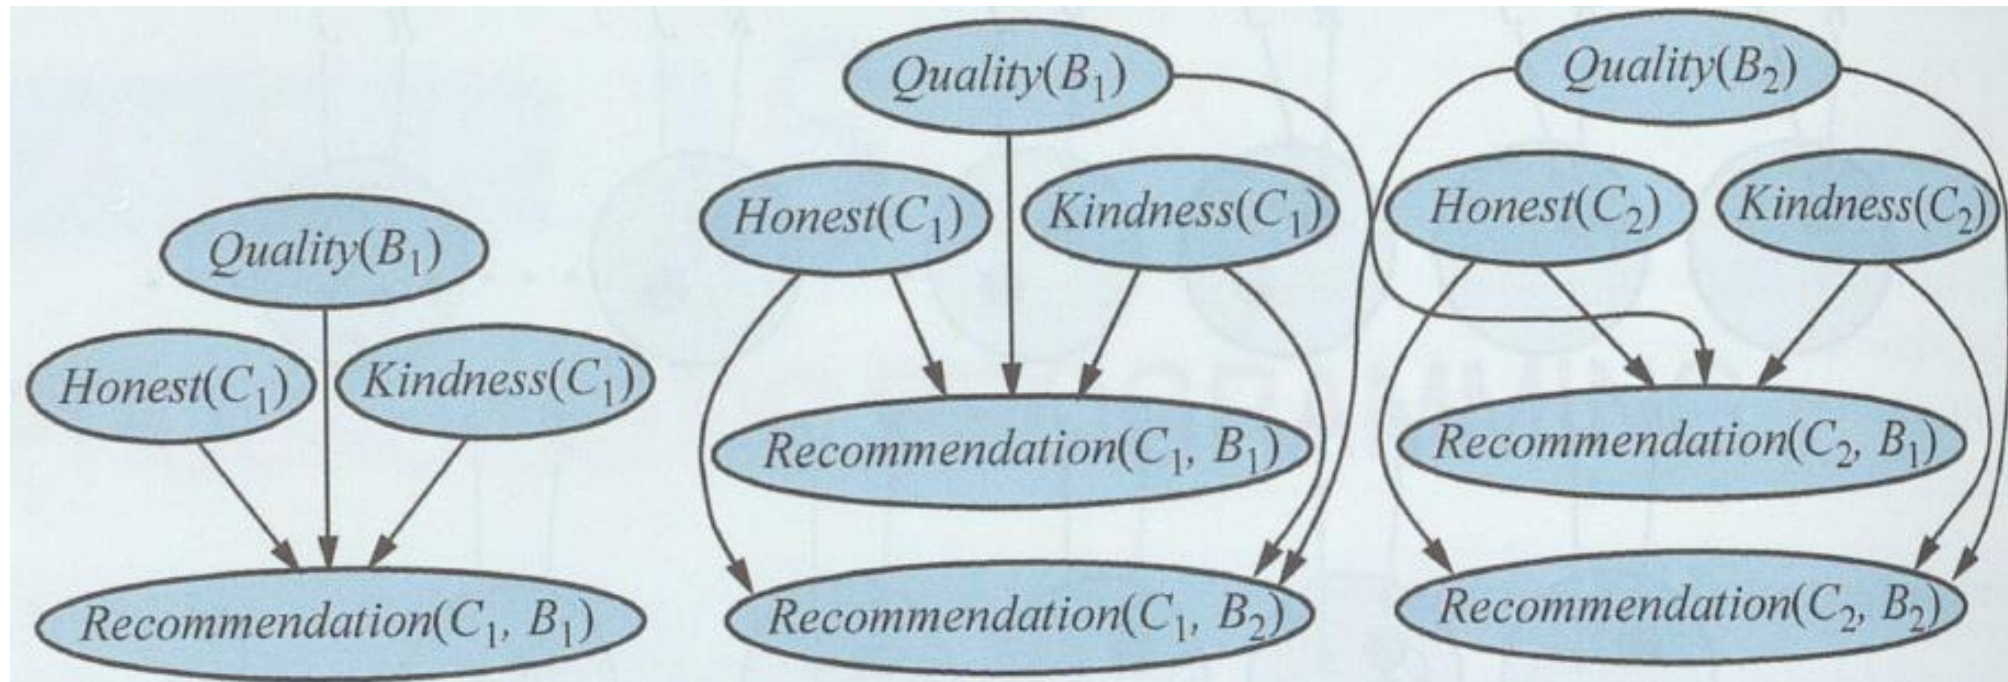 Quality(B₁)
Honest(C₁)
Kindness(C₁)
Recommendation(C₁, B₁)
Quality(B₁)
Quality(B₂)
Honest(C₁)
Kindness(C₁)
Honest(C₂)
Kindness(C₂)
Recommendation(C₁, B₁)
Recommendation(C₂, B₁)
Recommendation(C₁, B₂)
Recommendation(C₂, B₂)